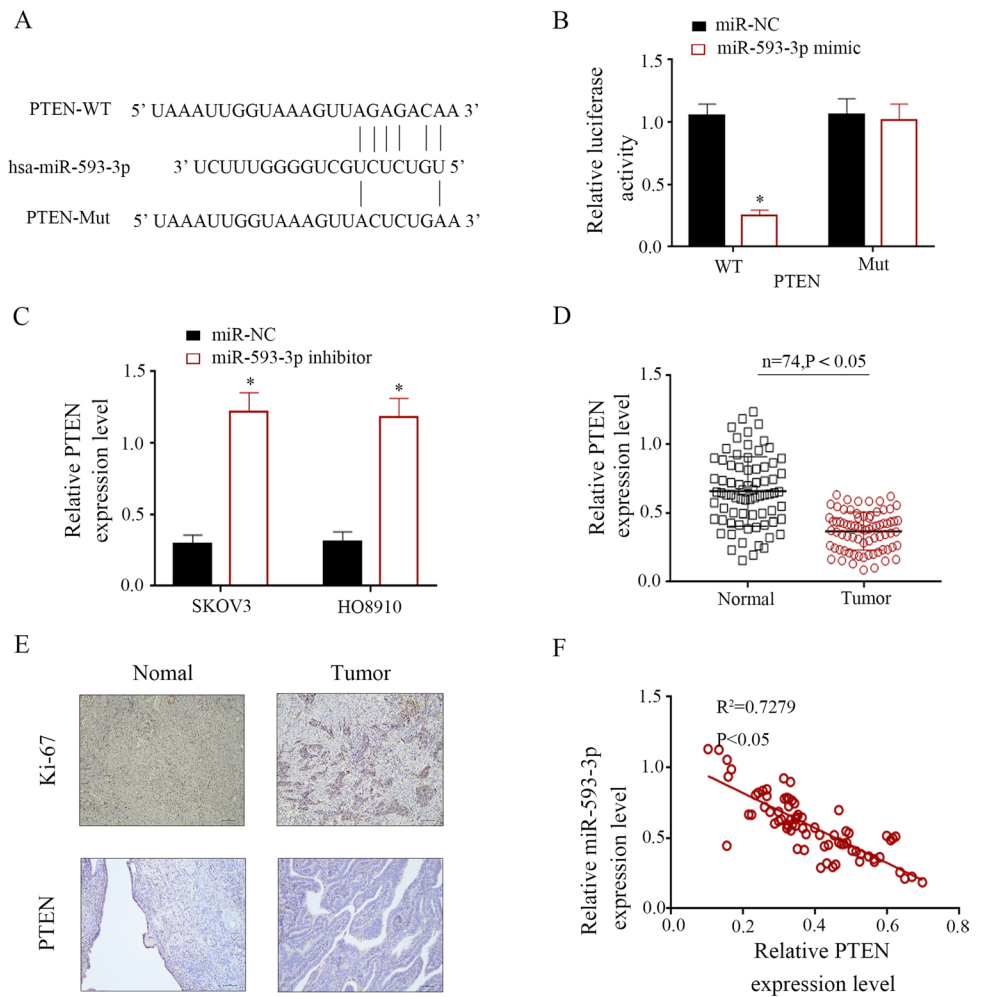 A
PTEN-WT 5’ UAAAUUGGUAAAGUUAGAGACAA 3’
hsa-miR-593-3p 3’ UCUUUGGGGUCGUCUCUGU 5’
PTEN-Mut 5’ UAAAUUGGUAAAGUUACUCUGAA 3’
B
miR-NC
miR-593-3p mimic
Relative luciferase
activity
1.5
1.0
0.5
0.0
*
WT
Mut
PTEN
C
miR-NC
miR-593-3p inhibitor
Relative PTEN
expression level
1.5
1.0
0.5
0.0
*
*
SKOV3
HO8910
D
n=74,P < 0.05
Relative PTEN
expression level
1.5
1.0
0.5
0.0
Normal
Tumor
E
Nomal
Tumor
Ki-67
PTEN
F
R²=0.7279
P<0.05
Relative miR-593-3p
expression level
1.5
1.0
0.5
0.0
0.0 0.2 0.4 0.6 0.8
Relative PTEN
expression level